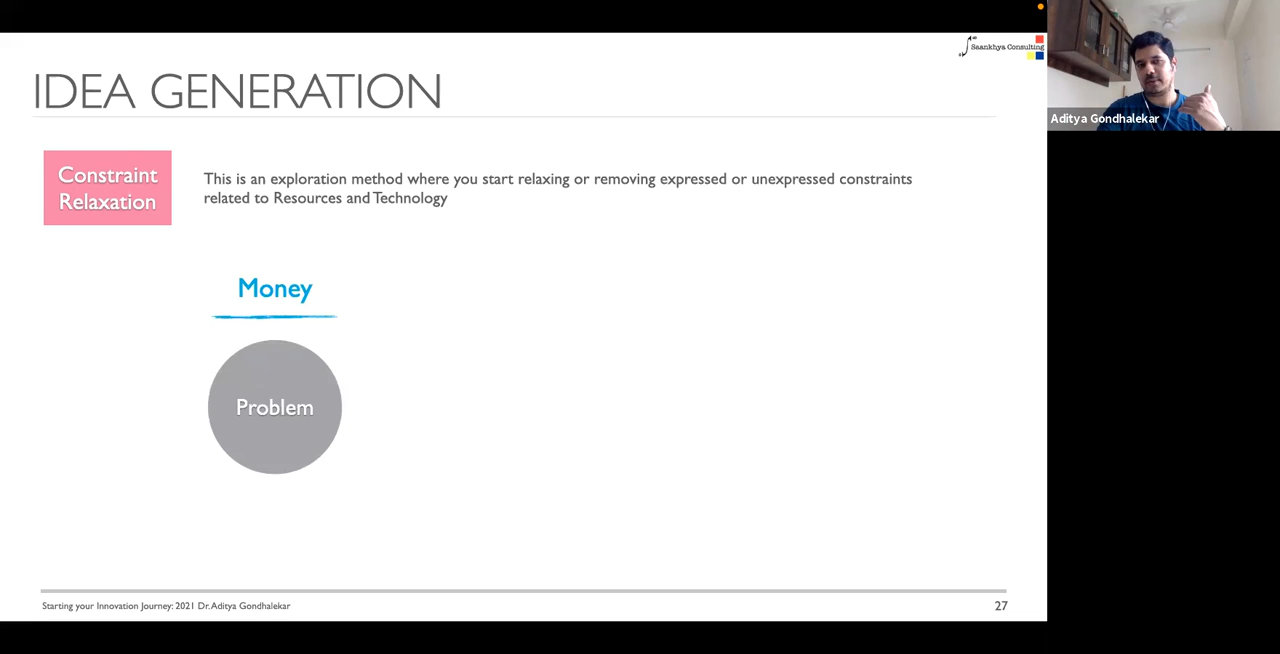 Saankhya Consulting
IDEA GENERATION
Constraint
Relaxation
This is an exploration method where you start relaxing or removing expressed or unexpressed constraints
related to Resources and Technology
Money
Problem
Starting your Innovation Journey: 2021 Dr. Aditya Gondhalekar
27
Aditya Gondhalekar